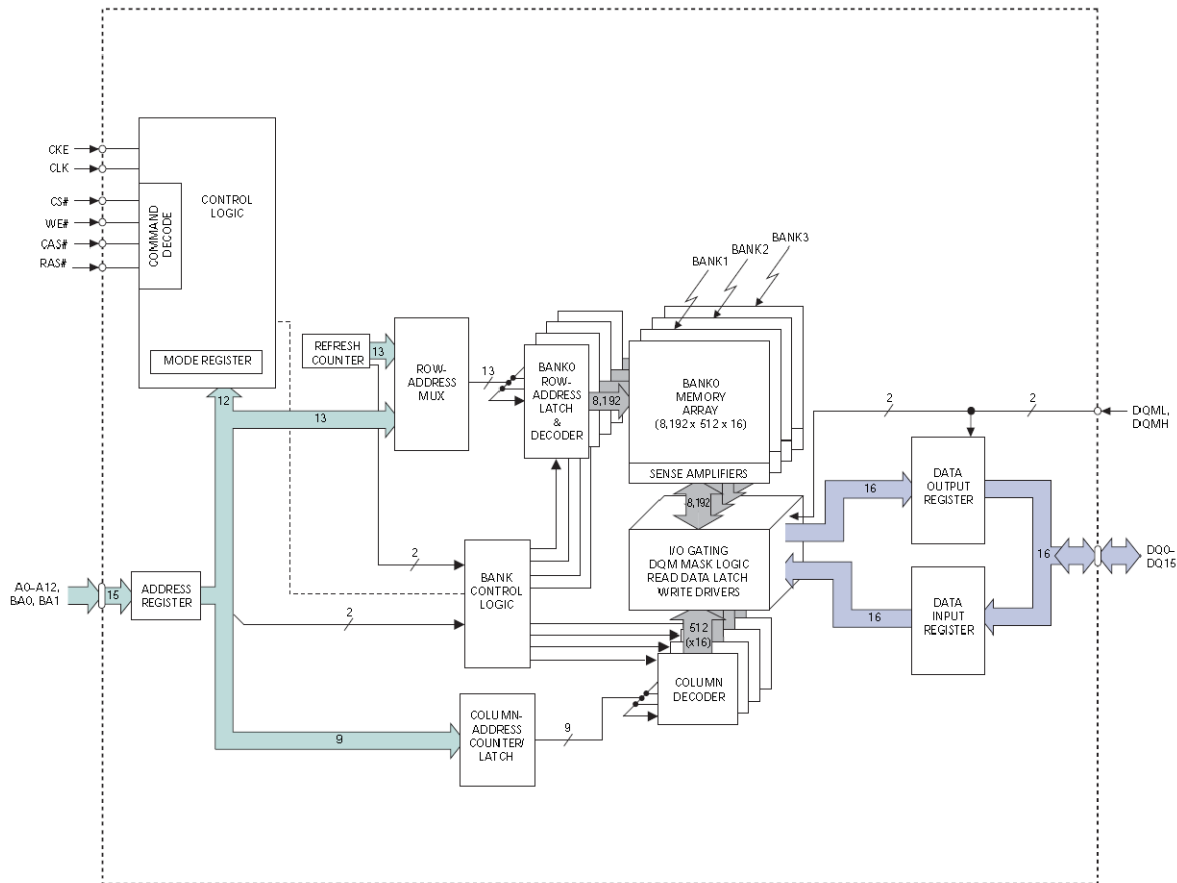 CKE
CLK
CS#
WE#
CAS#
RAS#
COMMAND
DECODE
CONTROL
LOGIC
MODE REGISTER
12
REFRESH
COUNTER
13
13
ROW-
ADDRESS
MUX
13
BANK0
ROW-
ADDRESS
LATCH
&
DECODER
8,192
BANK1
BANK2
BANK3
BANK0
MEMORY
ARRAY
(8,192 x 512 x 16)
SENSE AMPLIFIERS
8,192
I/O GATING
DQM MASK LOGIC
READ DATA LATCH
WRITE DRIVERS
2
2
DQML,
DQMH
16
DATA
OUTPUT
REGISTER
16
DQ0-
DQ15
16
DATA
INPUT
REGISTER
A0-A12,
BA0, BA1
15
ADDRESS
REGISTER
2
2
BANK
CONTROL
LOGIC
512
(x16)
COLUMN
DECODER
9
COLUMN-
ADDRESS
COUNTER/
LATCH
9